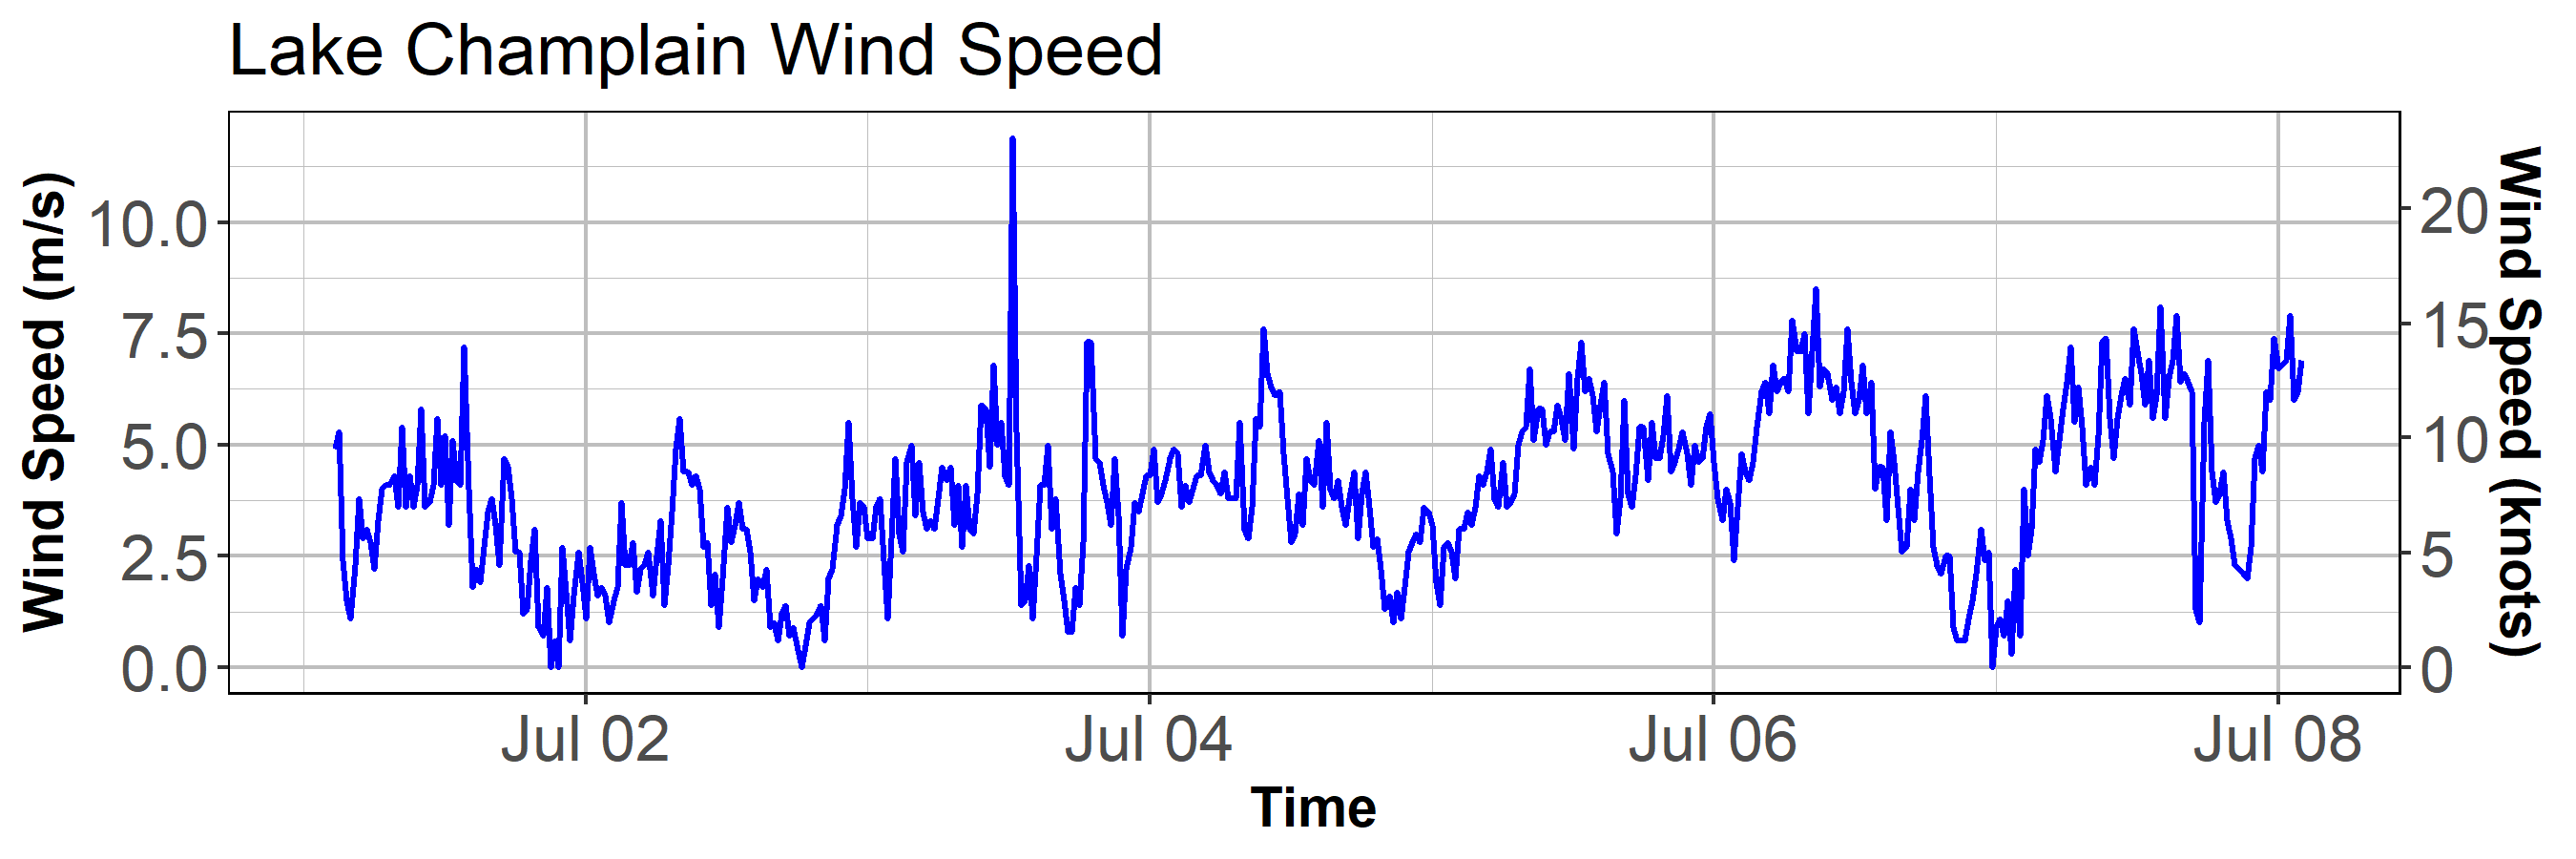 Lake Champlain Wind Speed
Wind Speed (m/s)
10.0
7.5
5.0
2.5
0.0
20
15
10
5
0
Wind Speed (knots)
Jul 02
Jul 04
Jul 06
Jul 08
Time